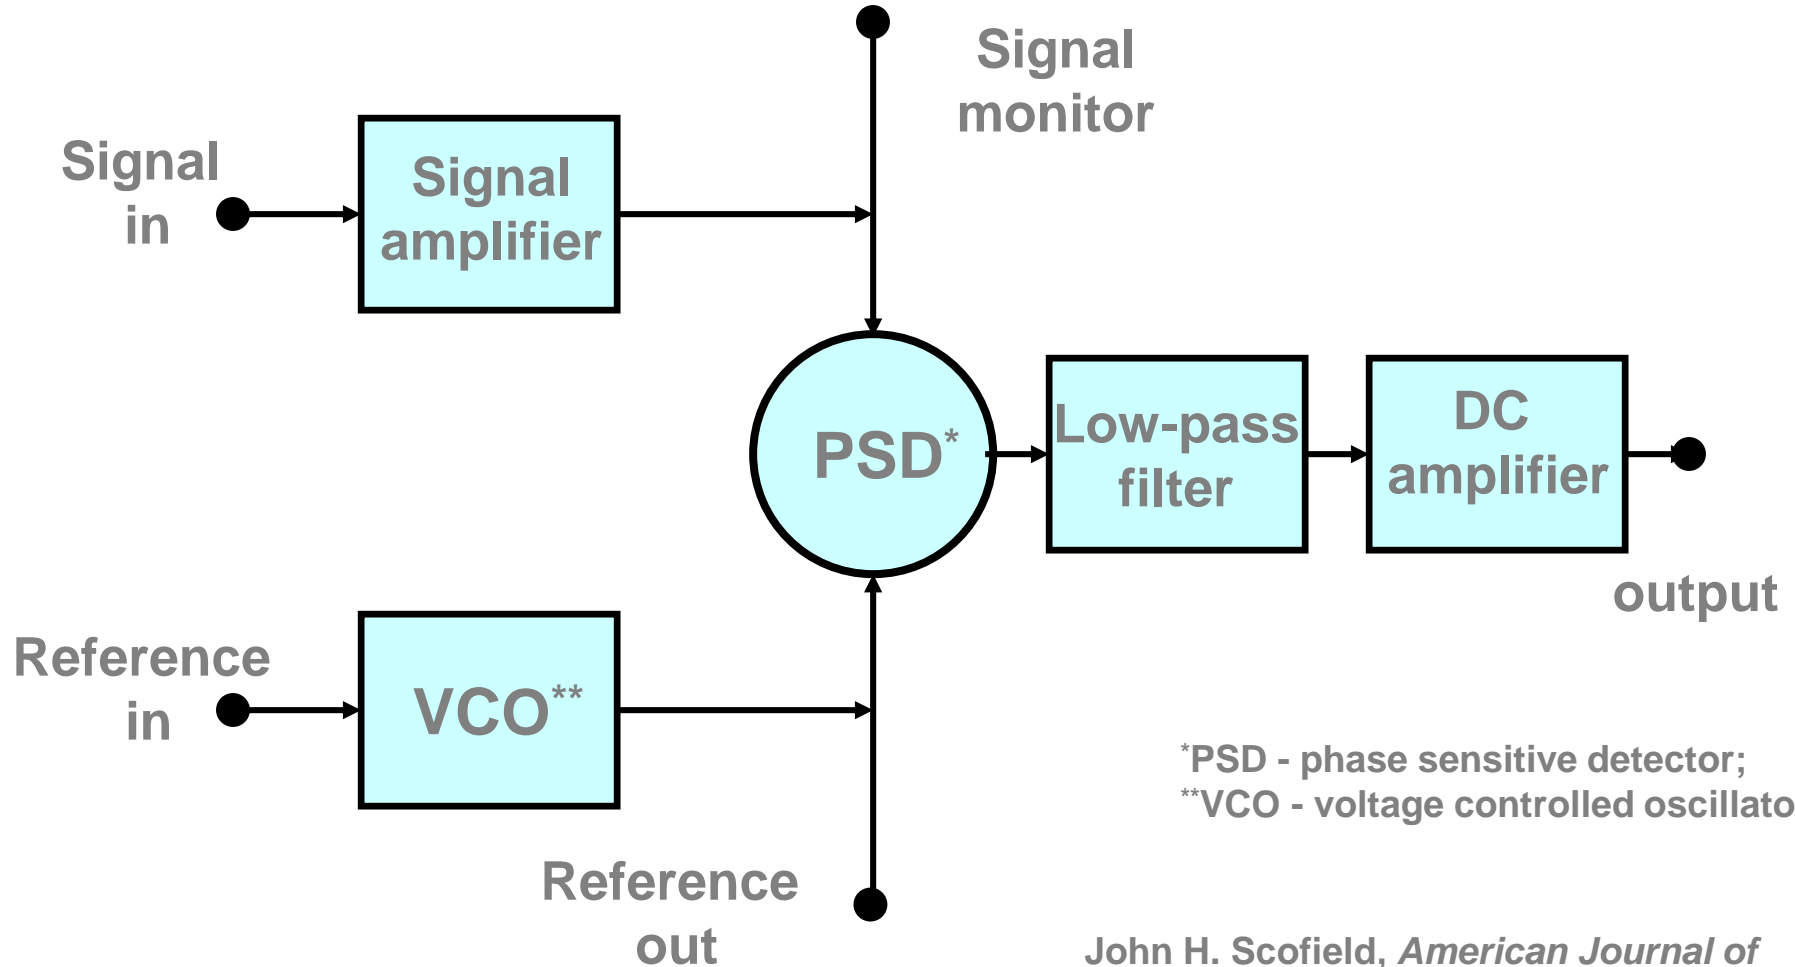 Signal
monitor
Signal
in
Signal
amplifier
PSD*
Low-pass
filter
DC
amplifier
output
Reference
in
VCO**
*PSD - phase sensitive detector;
**VCO - voltage controlled oscillato
Reference
out
John H. Scofield, American Journal of